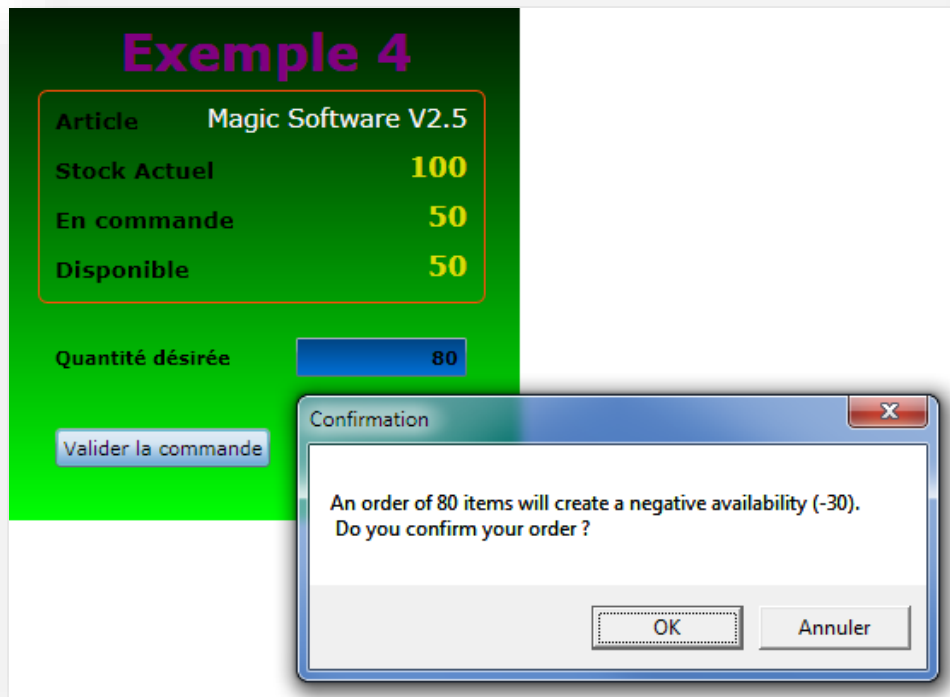 Exemple 4
Article Magic Software V2.5
Stock Actuel 100
En commande 50
Disponible 50
Quantité désirée 80
Valider la commande
Confirmation
An order of 80 items will create a negative availability (-30).
Do you confirm your order ?
OK Annuler